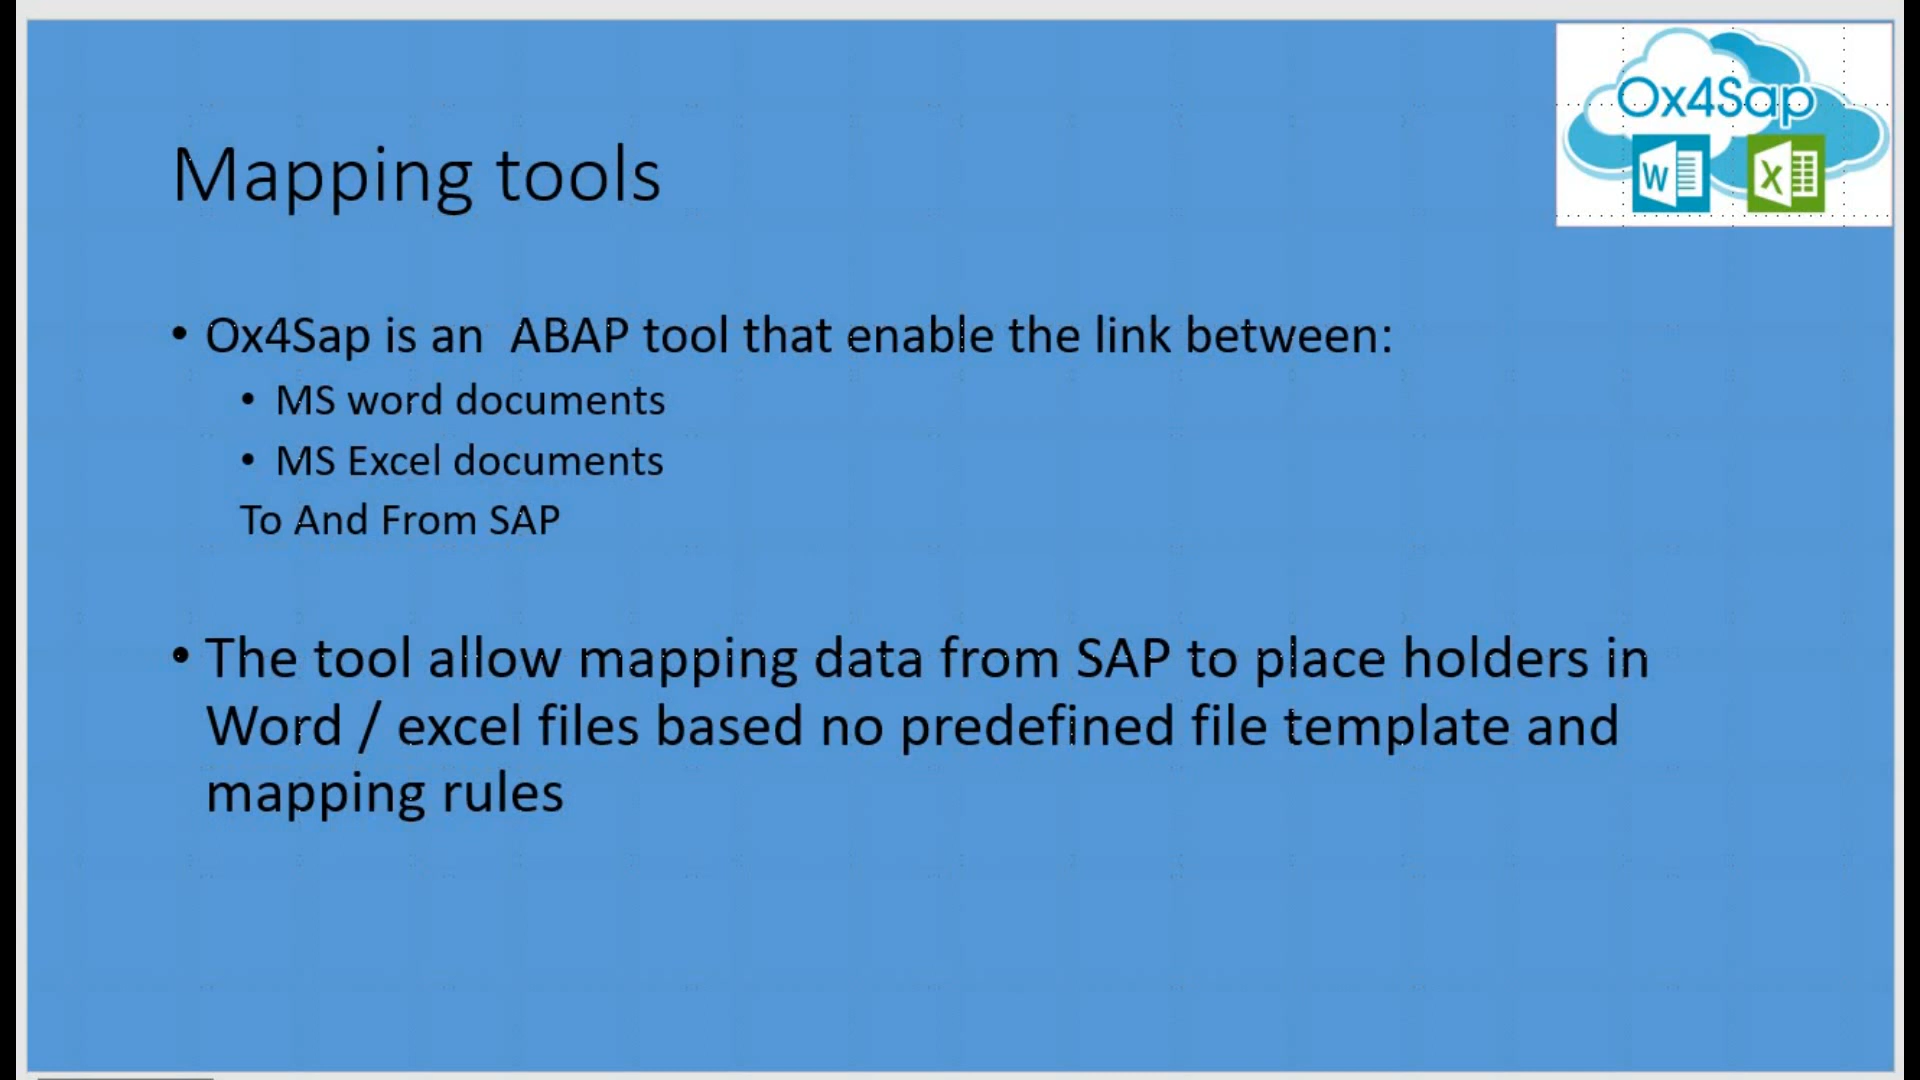 Ox4Sap
W
X
Mapping tools
• Ox4Sap is an ABAP tool that enable the link between:
• MS word documents
• MS Excel documents
To And From SAP
• The tool allow mapping data from SAP to place holders in
Word / excel files based no predefined file template and
mapping rules